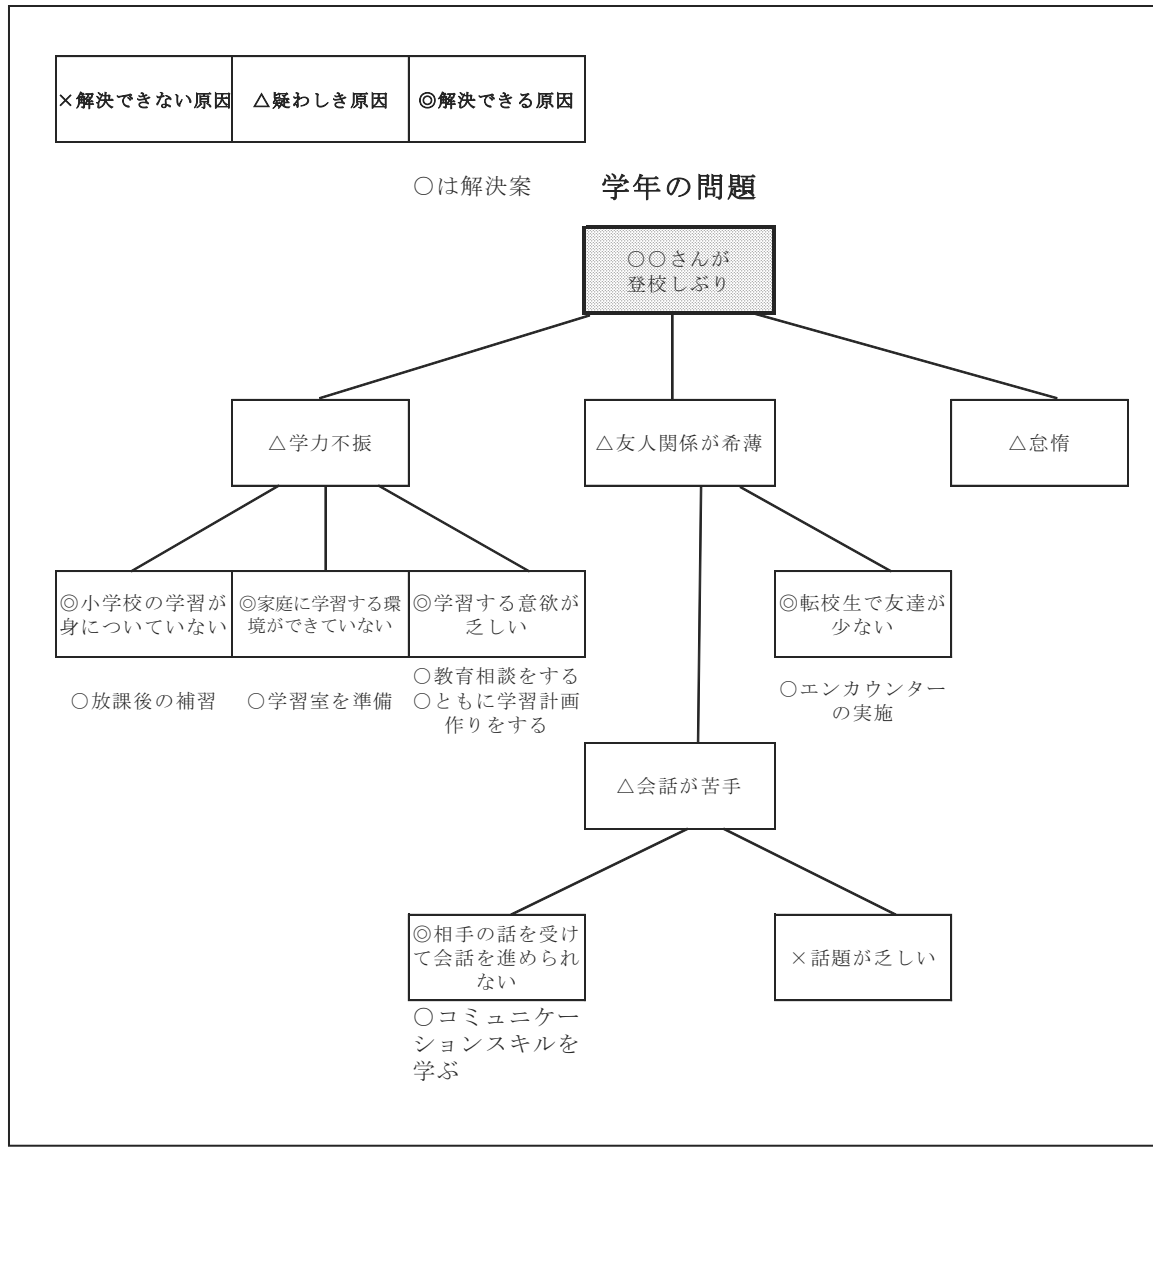 ×解決できない原因
△疑わしき原因
◎解決できる原因
〇は解決案
学年の問題
〇〇さんが
登校しぶり
△学力不振
△友人関係が希薄
△怠惰
◎小学校の学習が
身についていない
◎家庭に学習する環
境ができていない
◎学習する意欲が
乏しい
◎転校生で友達が
少ない
〇放課後の補習
〇学習室を準備
〇教育相談をする
〇ともに学習計画
作りをする
〇エンカウンター
の実施
△会話が苦手
◎相手の話を受け
て会話を進められ
ない
×話題が乏しい
〇コミュニケー
ションスキルを
学ぶ